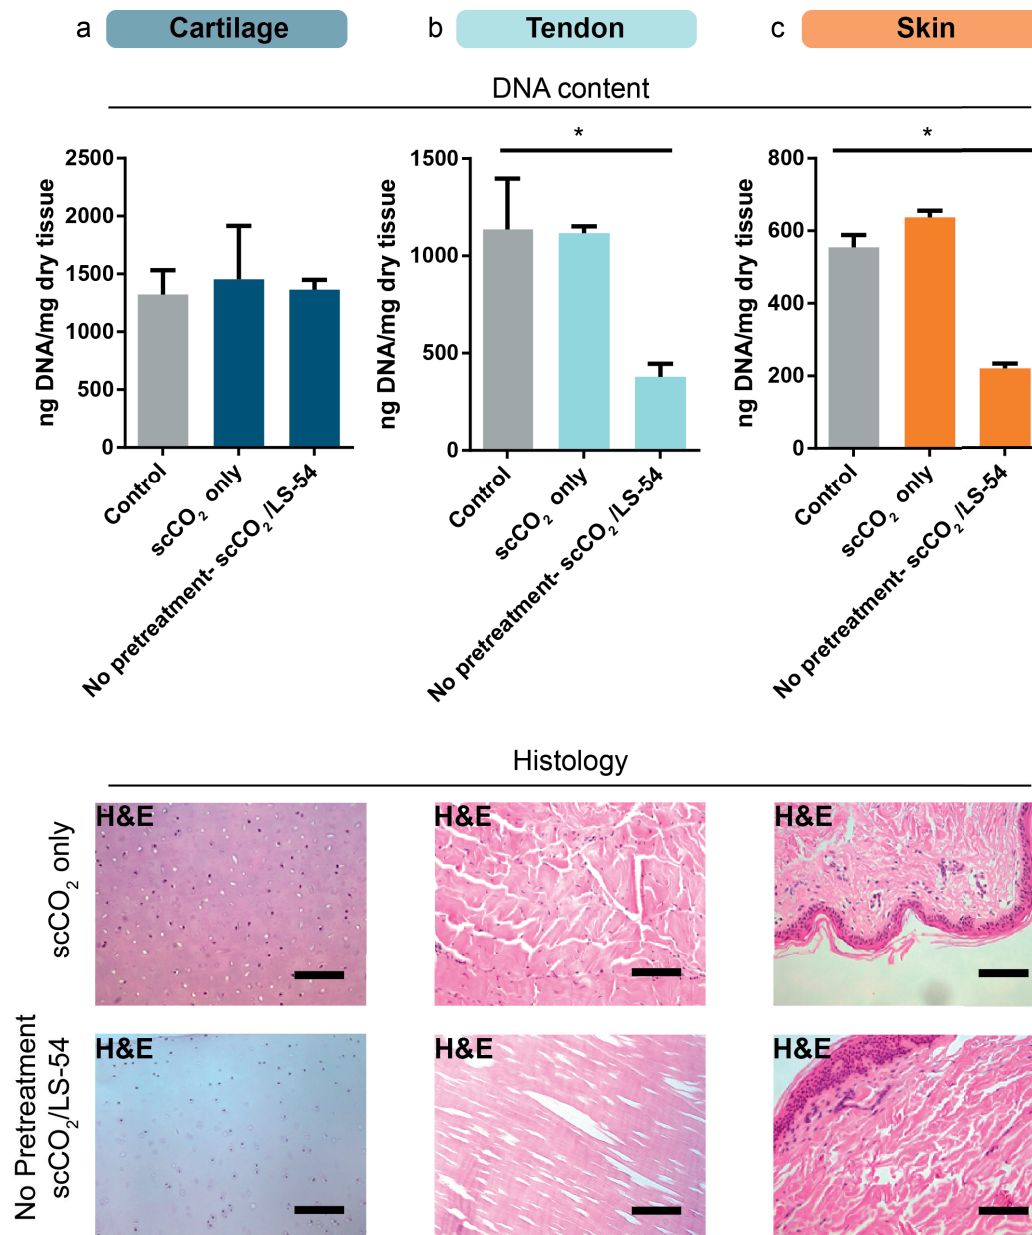 a Cartilage
b Tendon
c Skin
DNA content
*
*
ng DNA/mg dry tissue
2500
2000
1500
1000
500
0
Control
scCO₂ only
No pretreatment- scCO₂/LS-54
ng DNA/mg dry tissue
1500
1000
500
0
Control
scCO₂ only
No pretreatment- scCO₂/LS-54
ng DNA/mg dry tissue
800
600
400
200
0
Control
scCO₂ only
No pretreatment- scCO₂/LS-54
Histology
scCO₂ only
H&E
H&E
H&E
No Pretreatment
scCO₂/LS-54
H&E
H&E
H&E